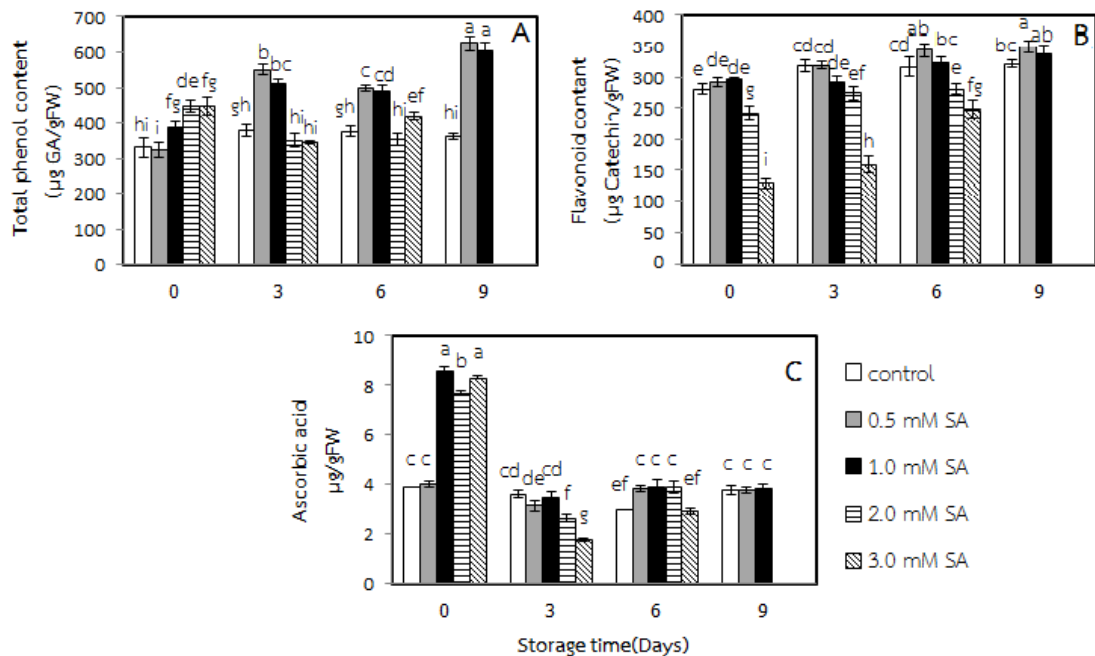 Total phenol content
(µg GA/gFW)
700
600
500
400
300
200
100
0
A
hi i fg de fg
gh b bc hi hi
gh c cd hi ef
hi a a
0 3 6 9
Flavonoid contant
(µg Catechin/gFW)
400
350
300
250
200
150
100
50
0
B
e de de g i
cd cd de ef h
cd ab bc e fg
bc a ab
0 3 6 9
Ascorbic acid
µg/gFW
10
8
6
4
2
0
C
c c a b a
cd de cd f g
ef c c c ef
c c c
0 3 6 9
Storage time(Days)
control
0.5 mM SA
1.0 mM SA
2.0 mM SA
3.0 mM SA